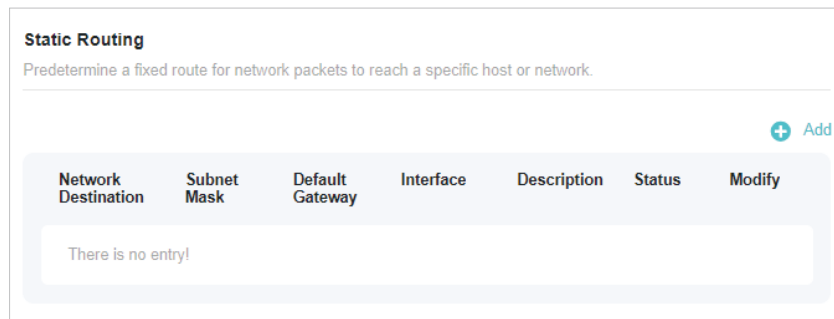 Static Routing
Predetermine a fixed route for network packets to reach a specific host or network.
Add
Network Destination Subnet Mask Default Gateway Interface Description Status Modify
There is no entry!